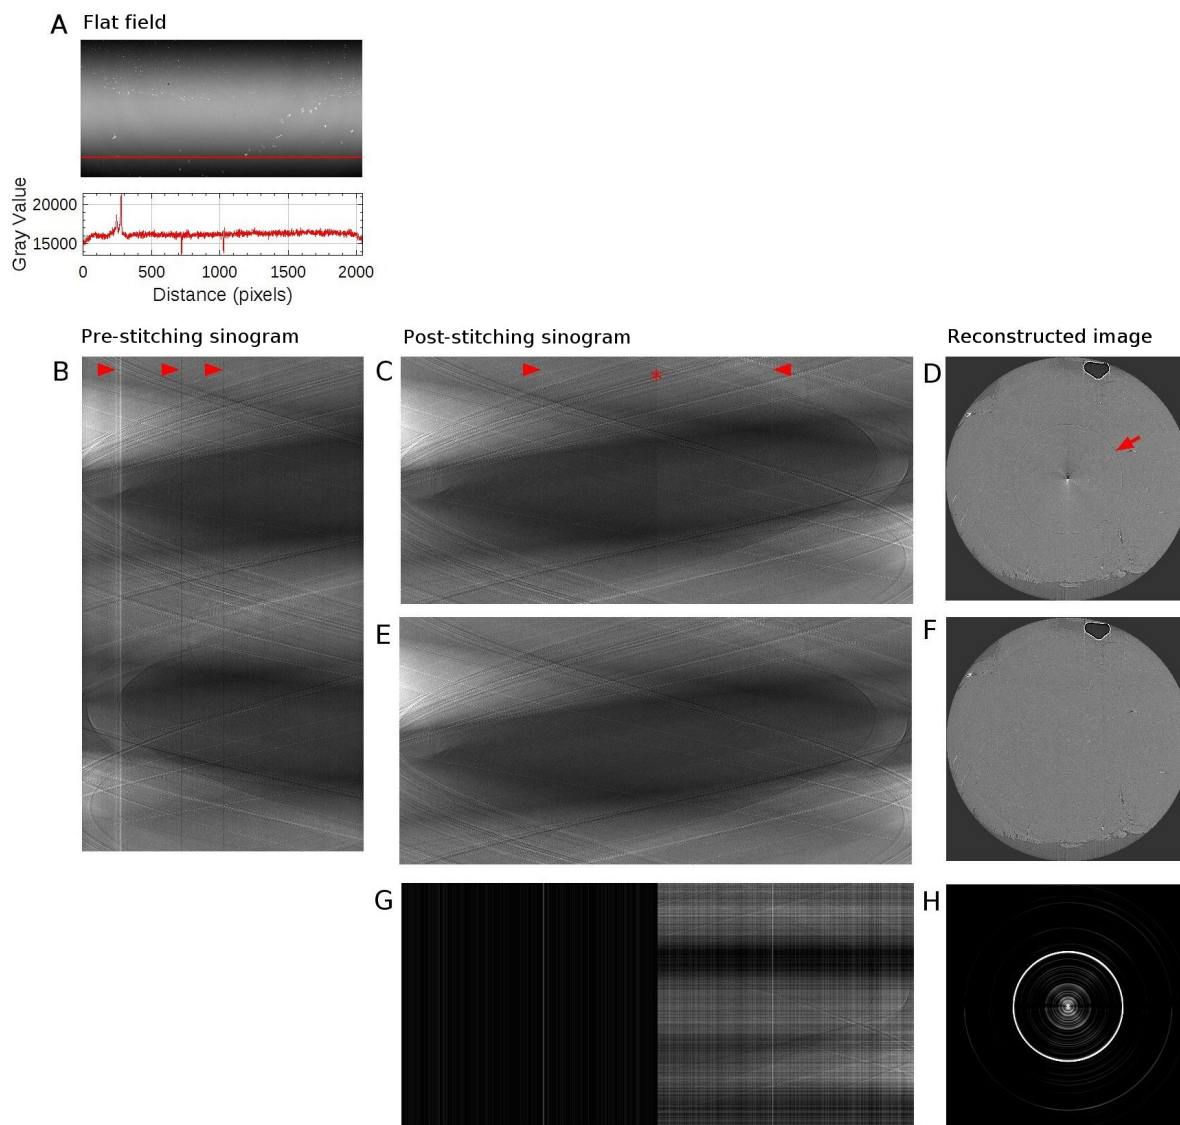 A Flat field
Gray Value
20000
15000
0 500 1000 1500 2000
Distance (pixels)
Pre-stitching sinogram
Post-stitching sinogram
Reconstructed image
B
C
*
D
E
F
G
H